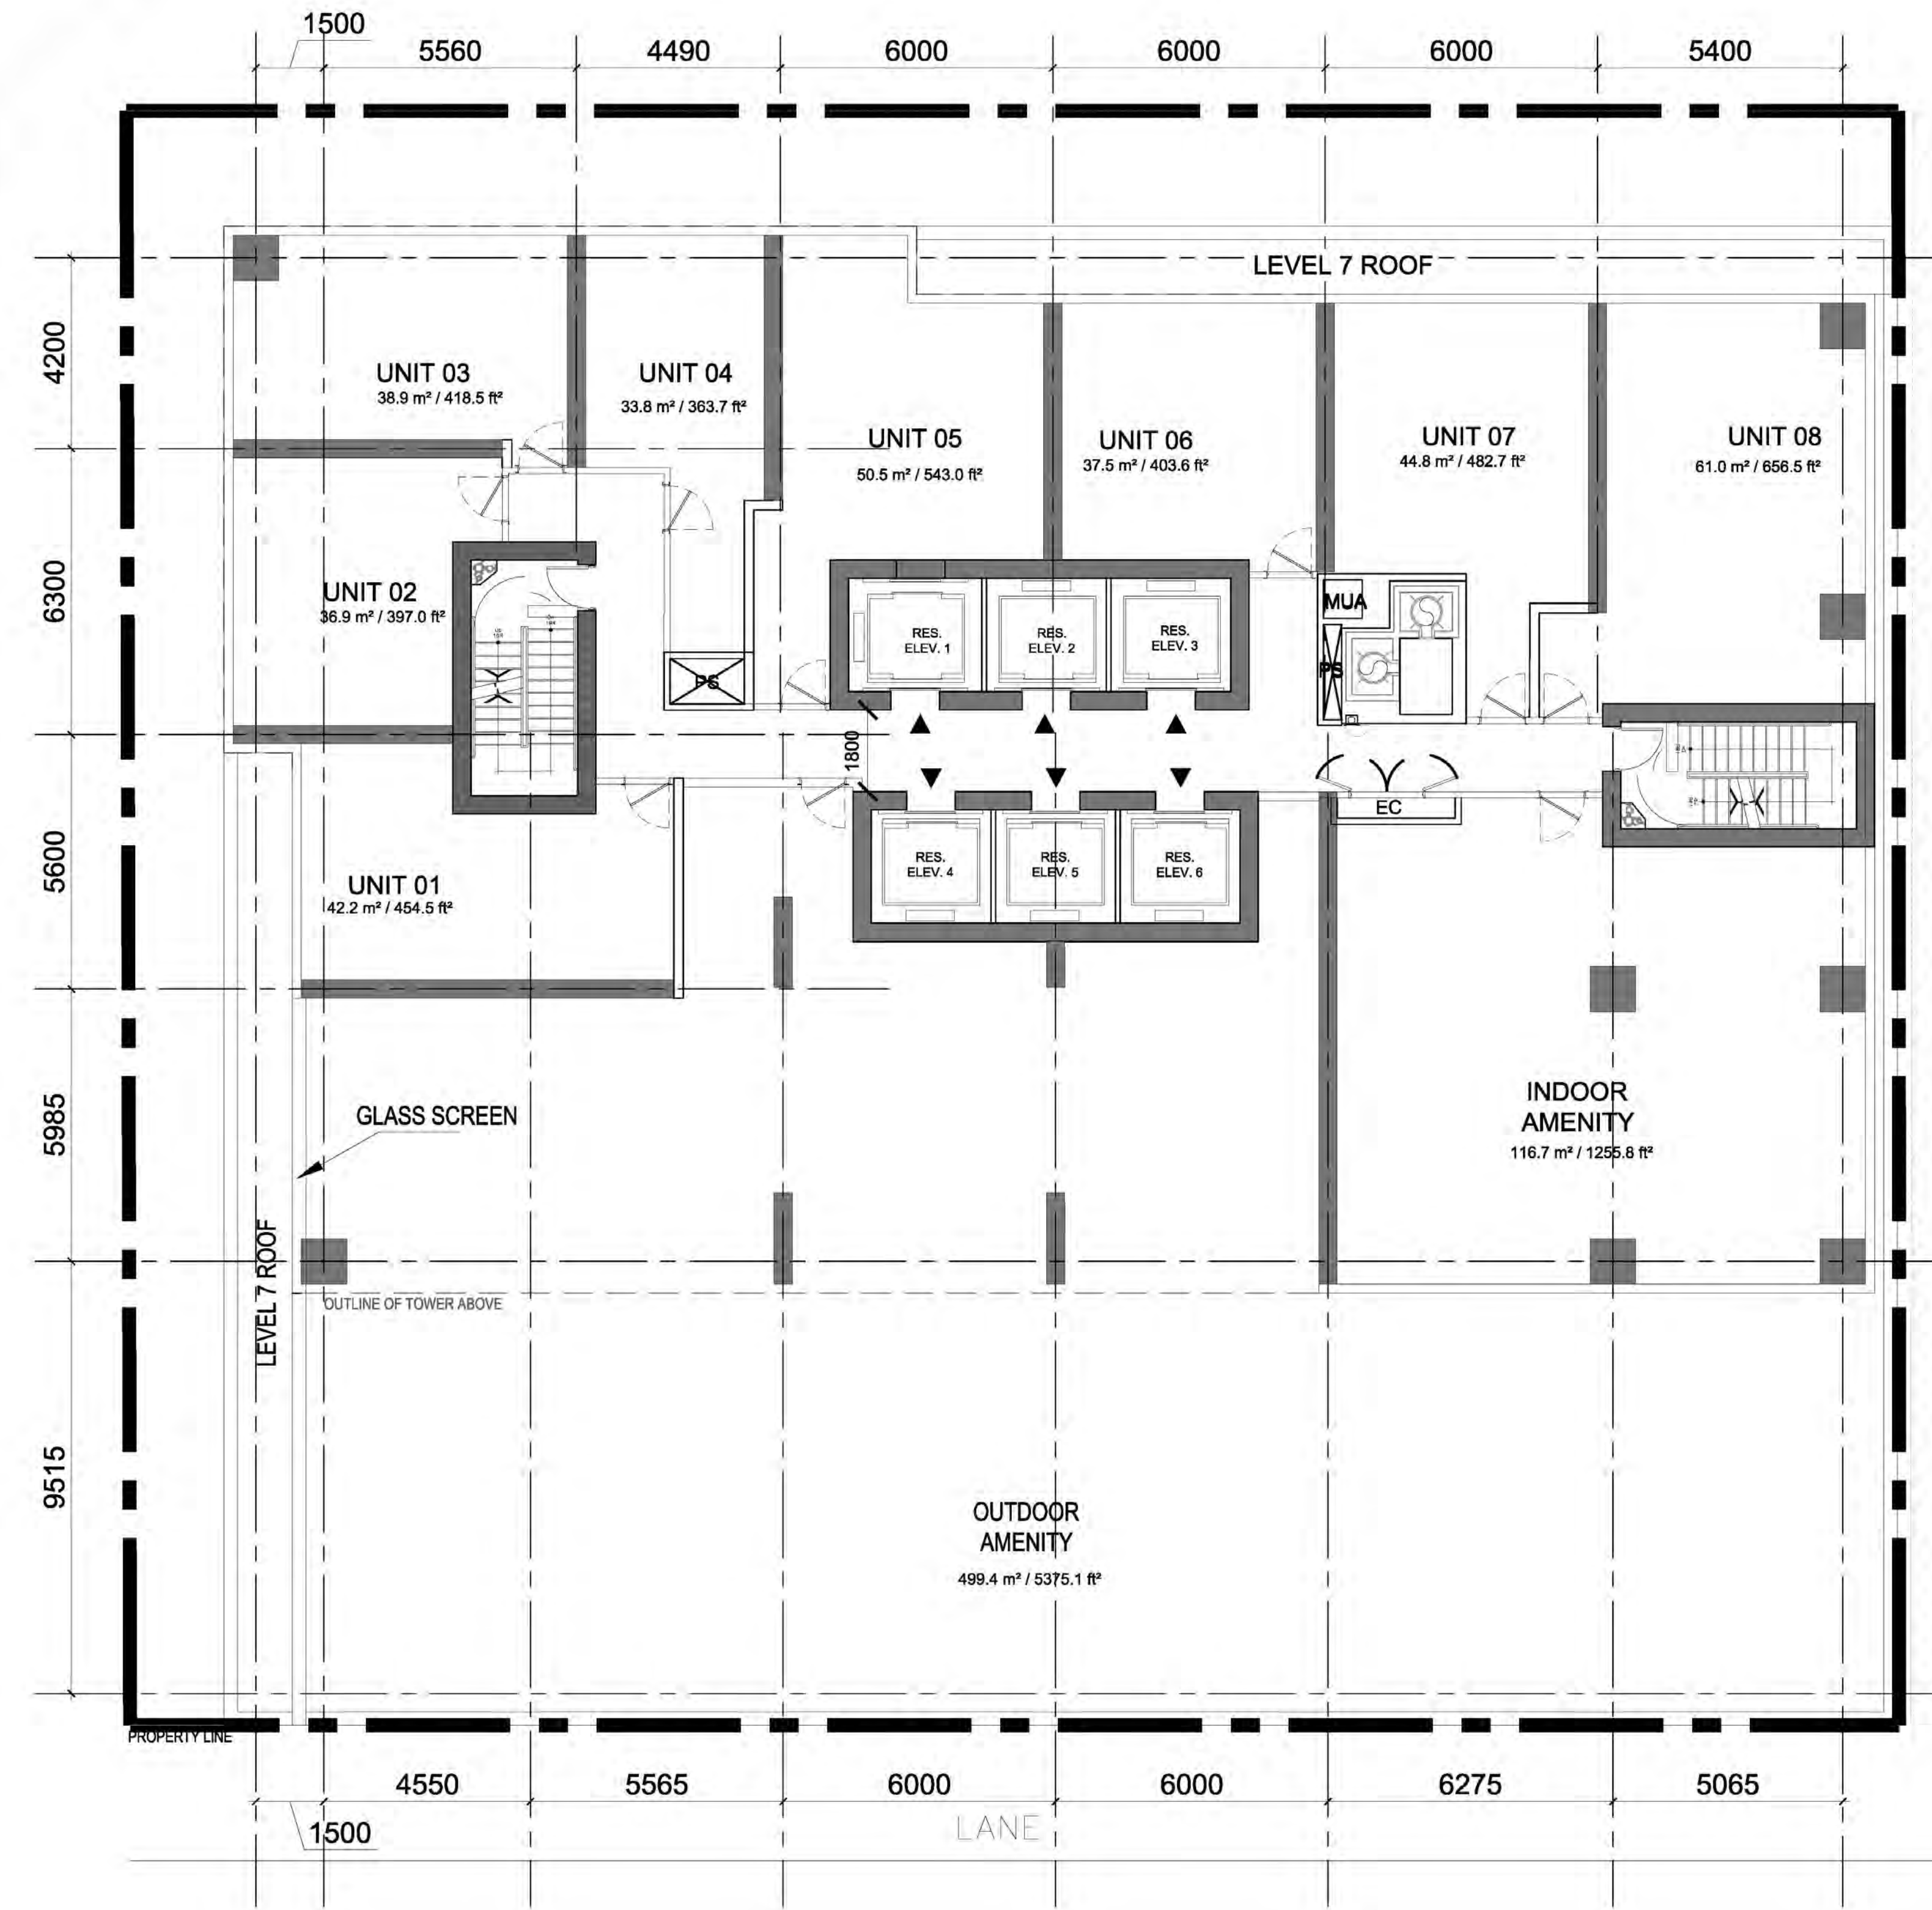 1500
5560
4490
6000
6000
6000
5400
LEVEL 7 ROOF
4200
UNIT 03
38.9 m² / 418.5 ft²
UNIT 04
33.8 m² / 363.7 ft²
UNIT 05
50.5 m² / 543.0 ft²
UNIT 06
37.5 m² / 403.6 ft²
UNIT 07
44.8 m² / 482.7 ft²
UNIT 08
61.0 m² / 656.5 ft²
6300
UNIT 02
36.9 m² / 397.0 ft²
PS
RES.
ELEV. 1
RES.
ELEV. 2
RES.
ELEV. 3
MUA
PS
1800
EC
5600
UNIT 01
42.2 m² / 454.5 ft²
RES.
ELEV. 4
RES.
ELEV. 5
RES.
ELEV. 6
5985
GLASS SCREEN
INDOOR
AMENITY
116.7 m² / 1255.8 ft²
LEVEL 7 ROOF
OUTLINE OF TOWER ABOVE
9515
OUTDOOR
AMENITY
499.4 m² / 5375.1 ft²
PROPERTY LINE
4550
5565
6000
6000
6275
5065
1500
LANE